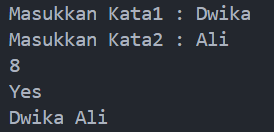 Masukkan Kata1 : Dwika
Masukkan Kata2 : Ali
8
Yes
Dwika Ali